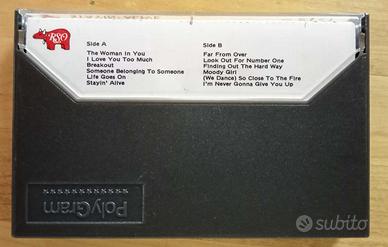 RSO
Side A
The Woman In You
I Love You Too Much
Breakout
Someone Belonging To Someone
Life Goes On
Stayin' Alive
Side B
Far From Over
Look Out For Number One
Finding Out The Hard Way
Moody Girl
(We Dance) So Close To The Fire
I'm Never Gonna Give You Up
PolyGram
subito